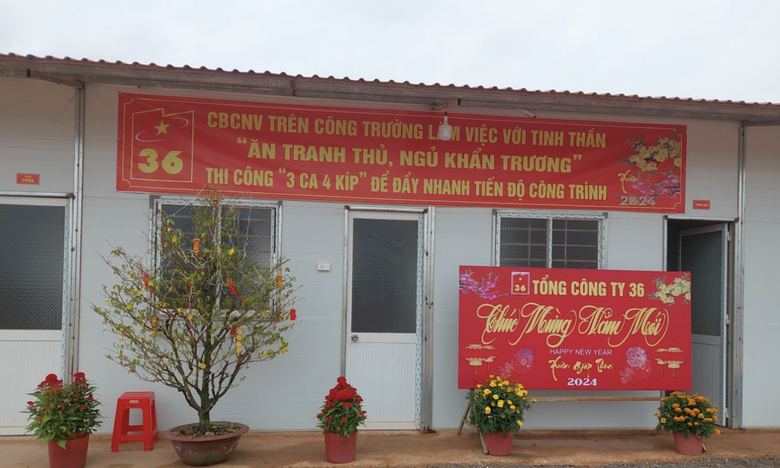 36
CBCNV TRÊN CÔNG TRƯỜNG LÀM VIỆC VỚI TINH THẦN
“ĂN TRANH THỦ, NGỦ KHẨN TRƯƠNG”
THI CÔNG “3 CA 4 KÍP” ĐỂ ĐẨY NHANH TIẾN ĐỘ CÔNG TRÌNH
Xuân
2024
36
TỔNG CÔNG TY 36
Chúc Mừng Năm Mới
HAPPY NEW YEAR
Xuân Giáp Thìn
2024